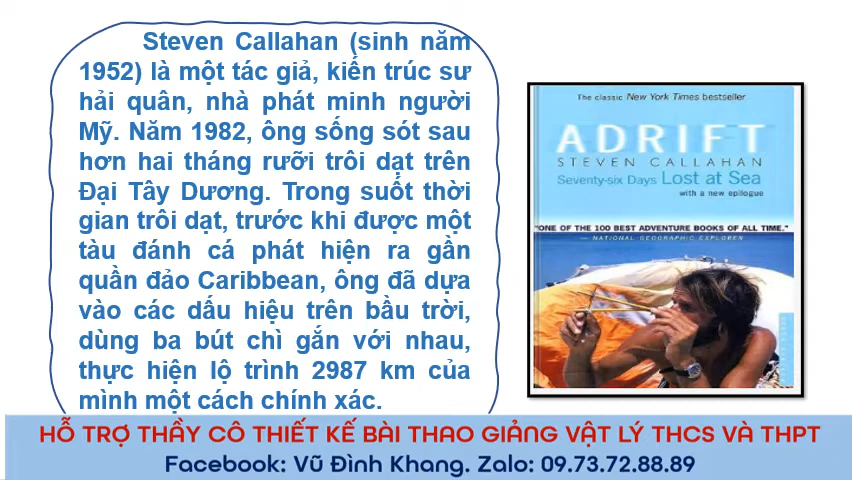 Steven Callahan (sinh năm
1952) là một tác giả, kiến trúc sư
hải quân, nhà phát minh người
Mỹ. Năm 1982, ông sống sót sau
hơn hai tháng rưỡi trôi dạt trên
Đại Tây Dương. Trong suốt thời
gian trôi dạt, trước khi được một
tàu đánh cá phát hiện ra gần
quần đảo Caribbean, ông đã dựa
vào các dấu hiệu trên bầu trời,
dùng ba bút chì gắn với nhau,
thực hiện lộ trình 2987 km của
mình một cách chính xác.
The classic New York Times bestseller
ADRIFT
STEVEN CALLAHAN
Seventy-six Days Lost at Sea
with a new epilogue
"ONE OF THE 100 BEST ADVENTURE BOOKS OF ALL TIME."
— NATIONAL GEOGRAPHIC EXPLORER
HỖ TRỢ THẦY CÔ THIẾT KẾ BÀI THAO GIẢNG VẬT LÝ THCS VÀ THPT
Facebook: Vũ Đình Khang. Zalo: 09.73.72.88.89